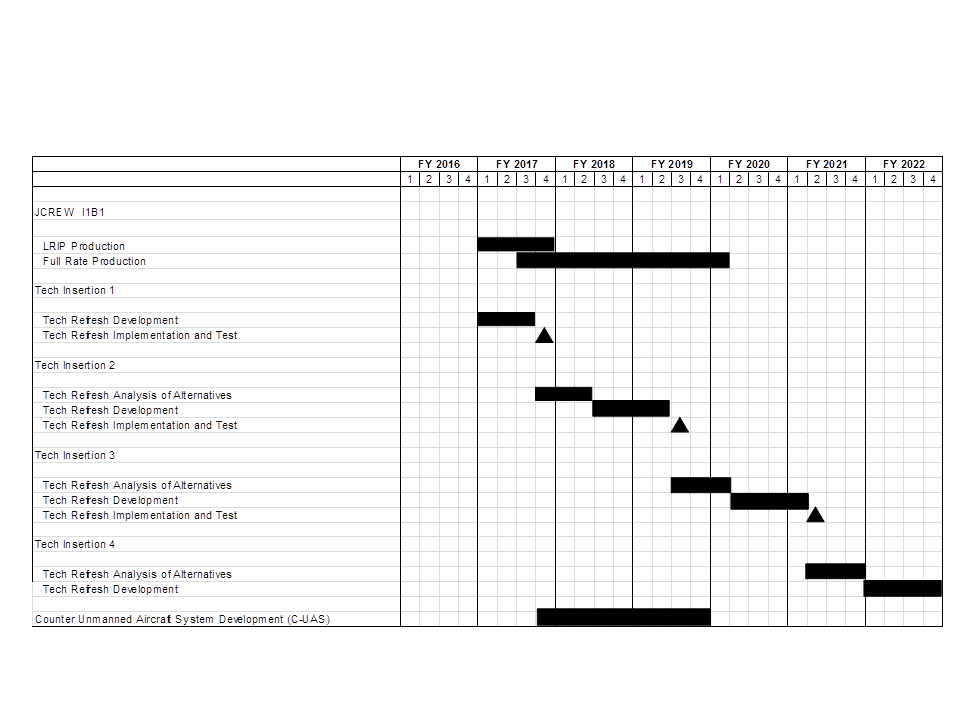 FY 2016 FY 2017 FY 2018 FY 2019 FY 2020 FY 2021 FY 2022
1 2 3 4 1 2 3 4 1 2 3 4 1 2 3 4 1 2 3 4 1 2 3 4 1 2 3 4
JCREW I1B1
LRIP Production
Full Rate Production
Tech Insertion 1
Tech Refresh Development
Tech Refresh Implementation and Test
Tech Insertion 2
Tech Refresh Analysis of Alternatives
Tech Refresh Development
Tech Refresh Implementation and Test
Tech Insertion 3
Tech Refresh Analysis of Alternatives
Tech Refresh Development
Tech Refresh Implementation and Test
Tech Insertion 4
Tech Refresh Analysis of Alternatives
Tech Refresh Development
Counter Unmanned Aircraft System Development (C-UAS)